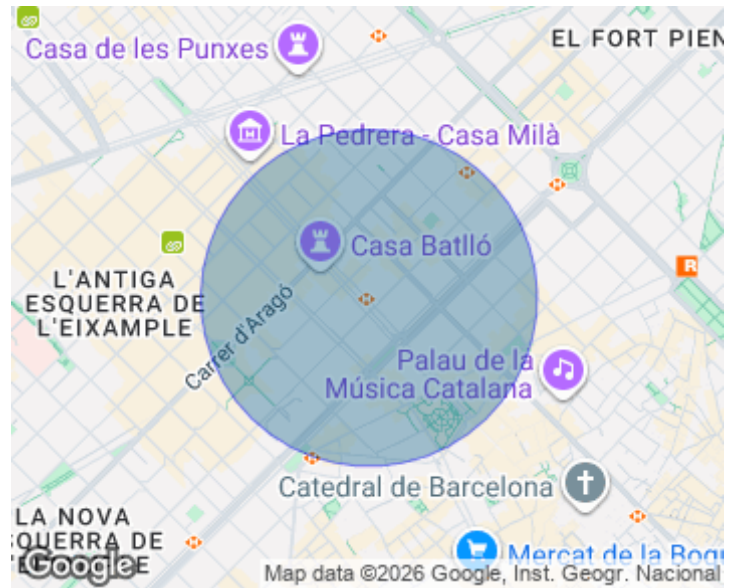 Casa de les Punxes
EL FORT PIEN
La Pedrera - Casa Milà
Casa Batlló
L'ANTIGA
ESQUERRA DE
L'EIXAMPLE
Carrer d'Aragó
R
Palau de la
Música Catalana
Catedral de Barcelona
LA NOVA
SQUERRA DE
Mercat de la Boqu
Google
Map data ©2026 Google, Inst. Geogr. Nacional